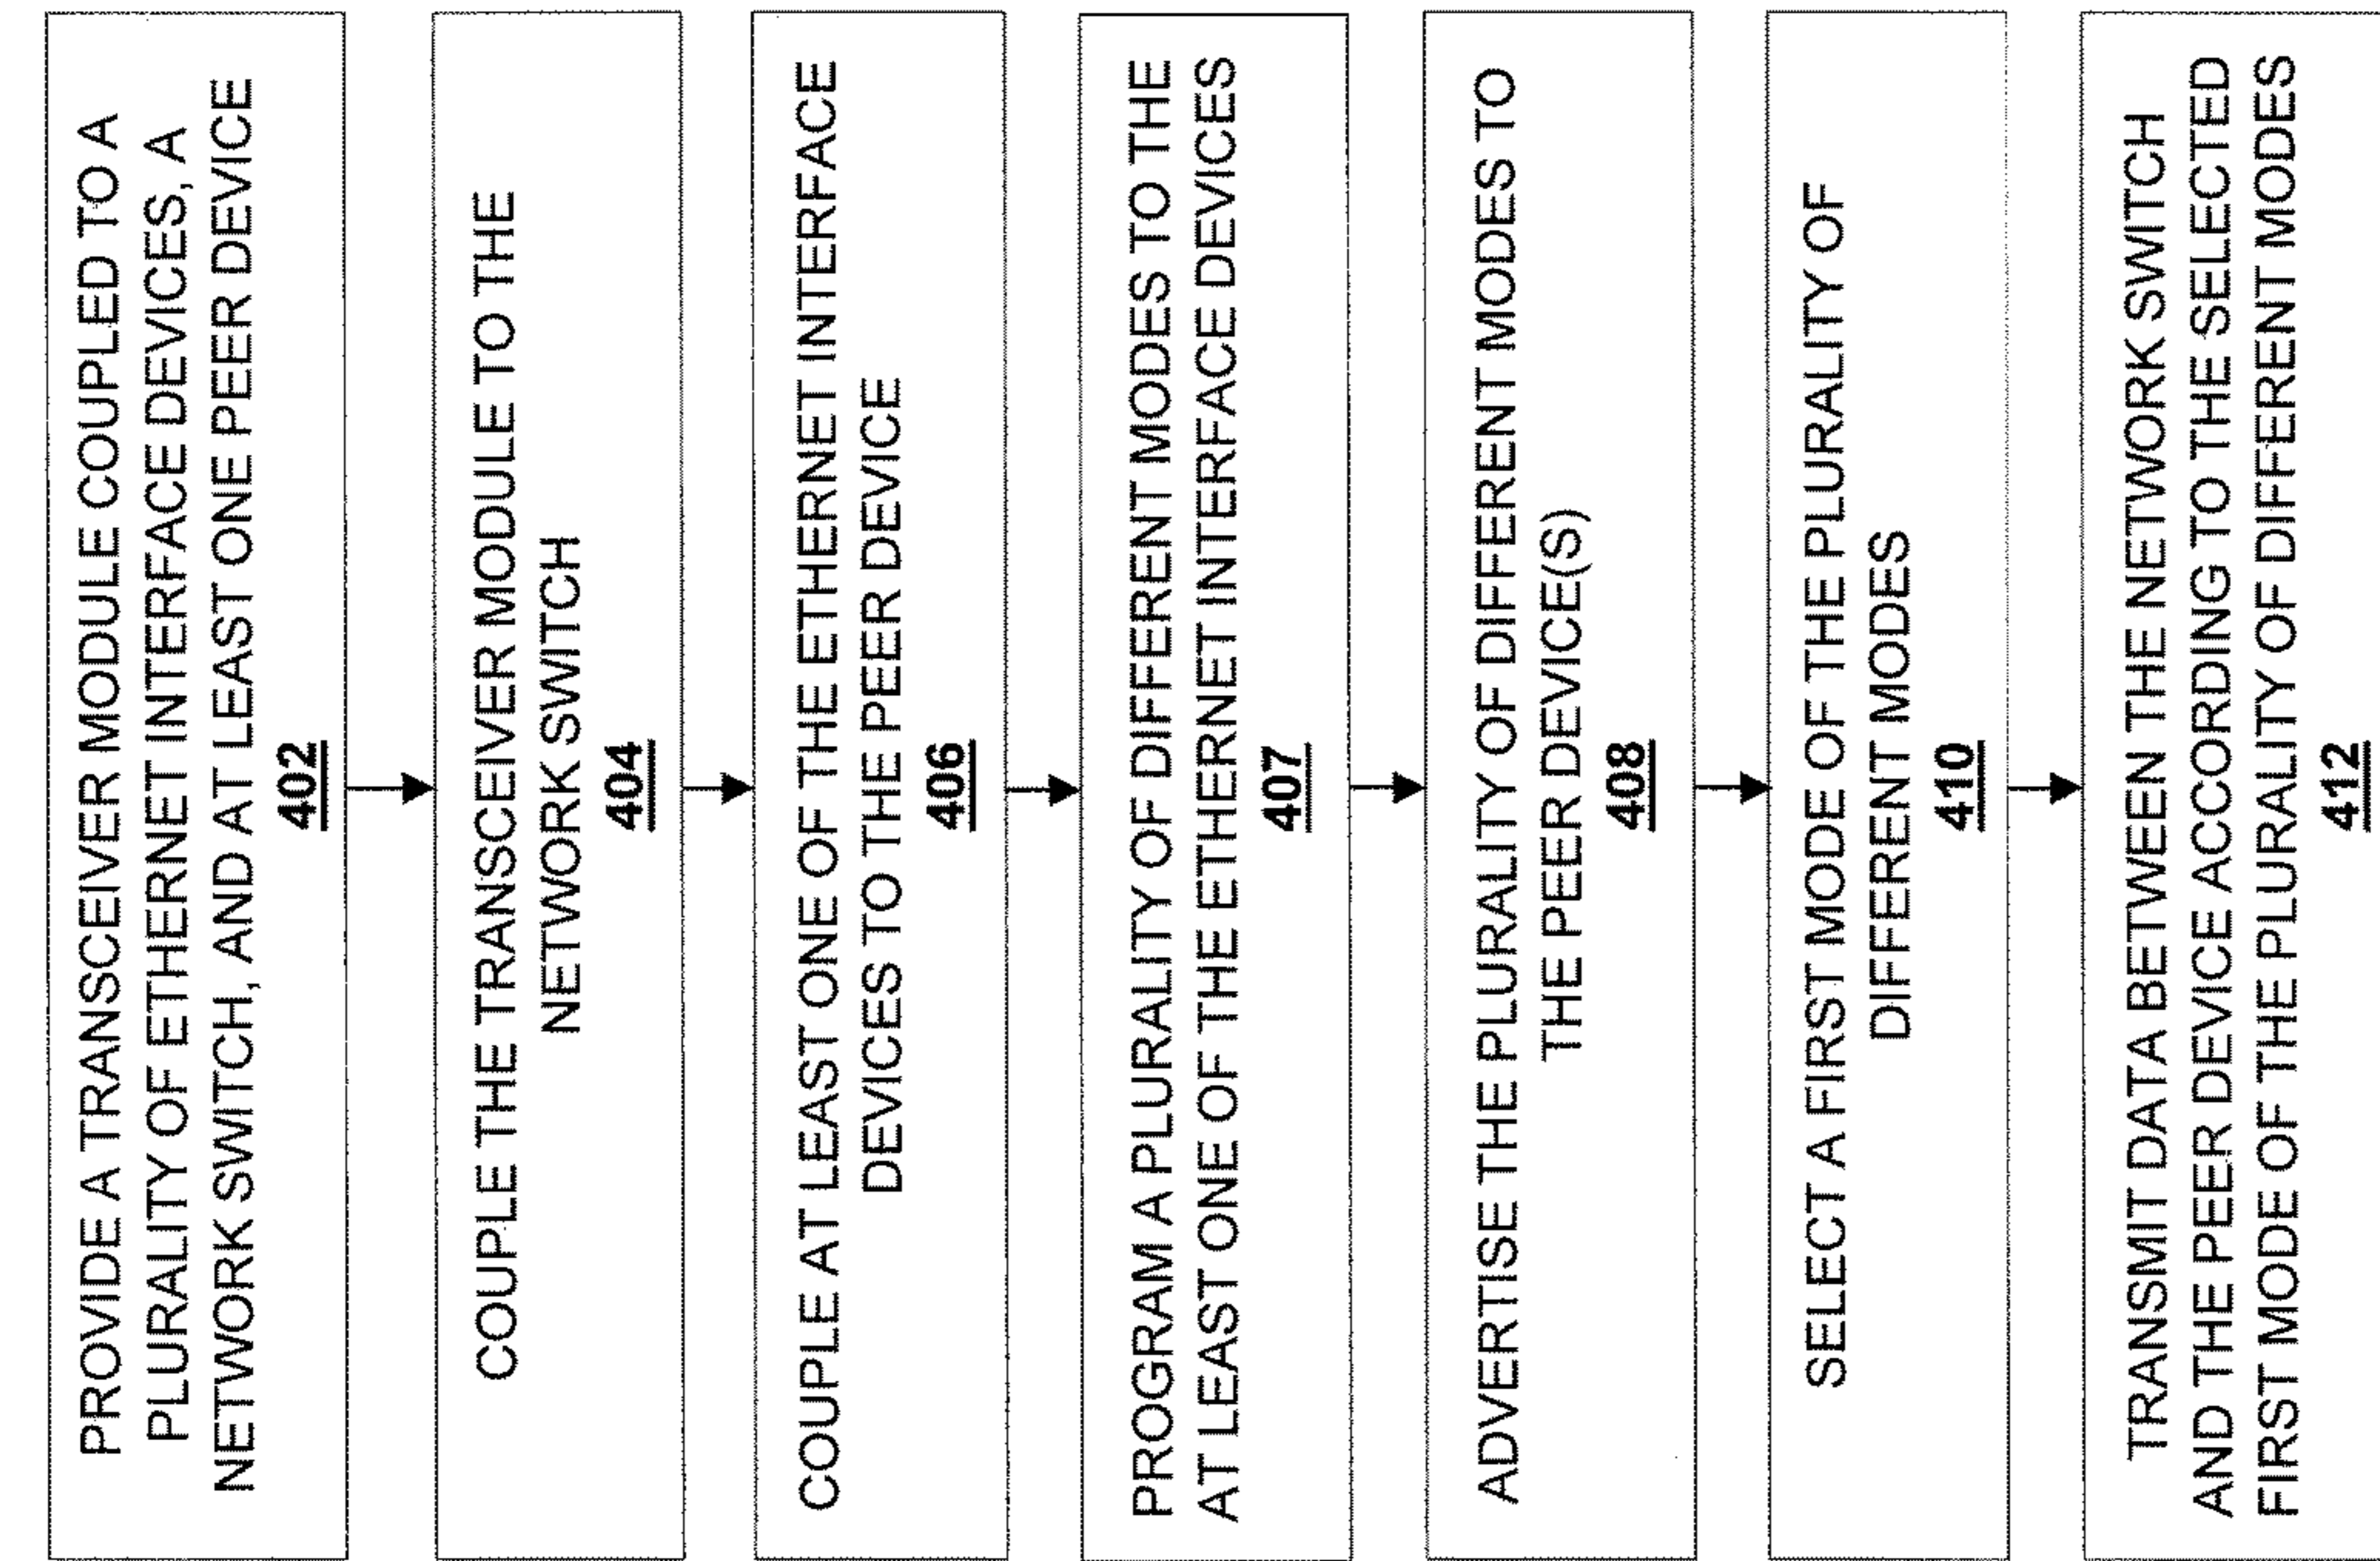 PROVIDE A TRANSCEIVER MODULE COUPLED TO A
PLURALITY OF ETHERNET INTERFACE DEVICES, A
NETWORK SWITCH, AND AT LEAST ONE PEER DEVICE
402
COUPLE THE TRANSCEIVER MODULE TO THE
NETWORK SWITCH
404
COUPLE AT LEAST ONE OF THE ETHERNET INTERFACE
DEVICES TO THE PEER DEVICE
406
PROGRAM A PLURALITY OF DIFFERENT MODES TO THE
AT LEAST ONE OF THE ETHERNET INTERFACE DEVICES
407
ADVERTISE THE PLURALITY OF DIFFERENT MODES TO
THE PEER DEVICE(S)
408
SELECT A FIRST MODE OF THE PLURALITY OF
DIFFERENT MODES
410
TRANSMIT DATA BETWEEN THE NETWORK SWITCH
AND THE PEER DEVICE ACCORDING TO THE SELECTED
FIRST MODE OF THE PLURALITY OF DIFFERENT MODES
412